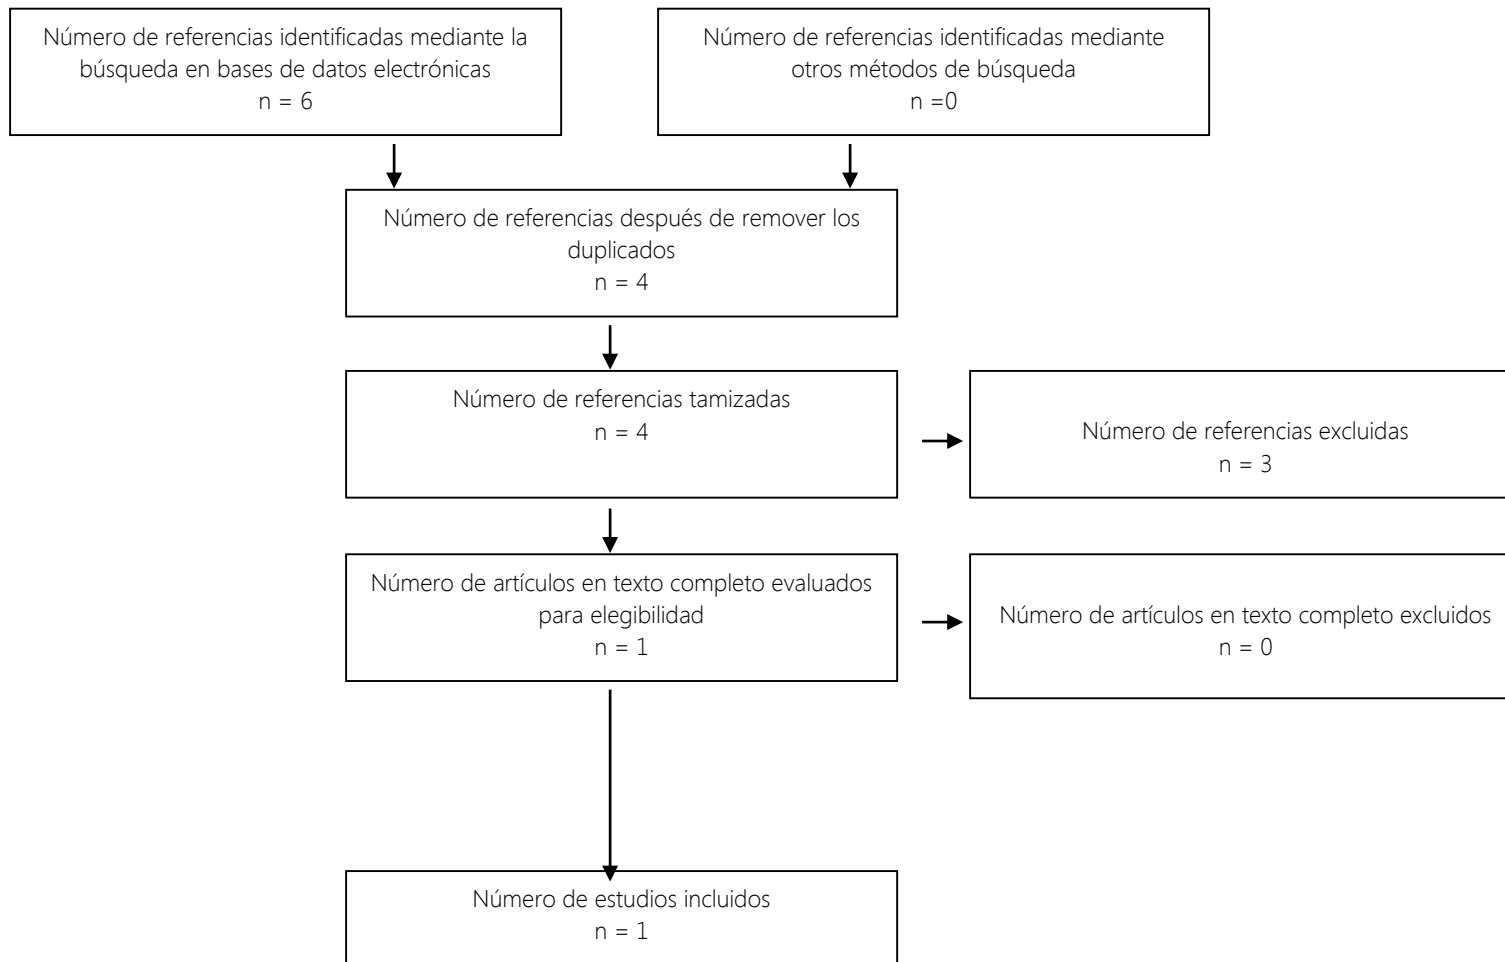 Número de referencias identificadas mediante la
búsqueda en bases de datos electrónicas
n = 6
Número de referencias identificadas mediante
otros métodos de búsqueda
n =0
Número de referencias después de remover los
duplicados
n = 4
Número de referencias tamizadas
n = 4
Número de referencias excluidas
n = 3
Número de artículos en texto completo evaluados
para elegibilidad
n = 1
Número de artículos en texto completo excluidos
n = 0
Número de estudios incluidos
n = 1